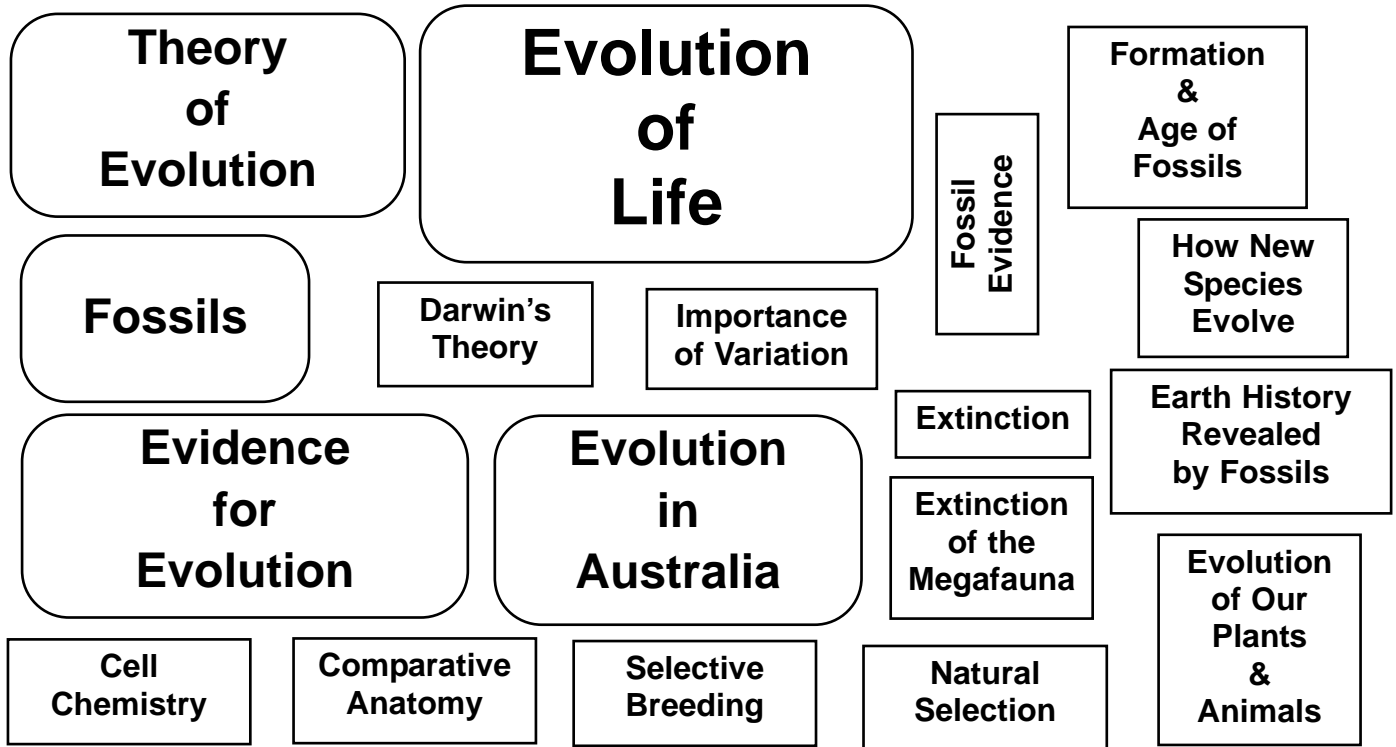 Theory
of
Evolution
Evolution
of
Life
Fossil
Evidence
Formation
&
Age of
Fossils
Fossils
Darwin's
Theory
Importance
of Variation
How New
Species
Evolve
Evidence
for
Evolution
Evolution
in
Australia
Extinction
Earth History
Revealed
by Fossils
Extinction
of the
Megafauna
Evolution
of Our
Plants
&
Animals
Cell
Chemistry
Comparative
Anatomy
Selective
Breeding
Natural
Selection